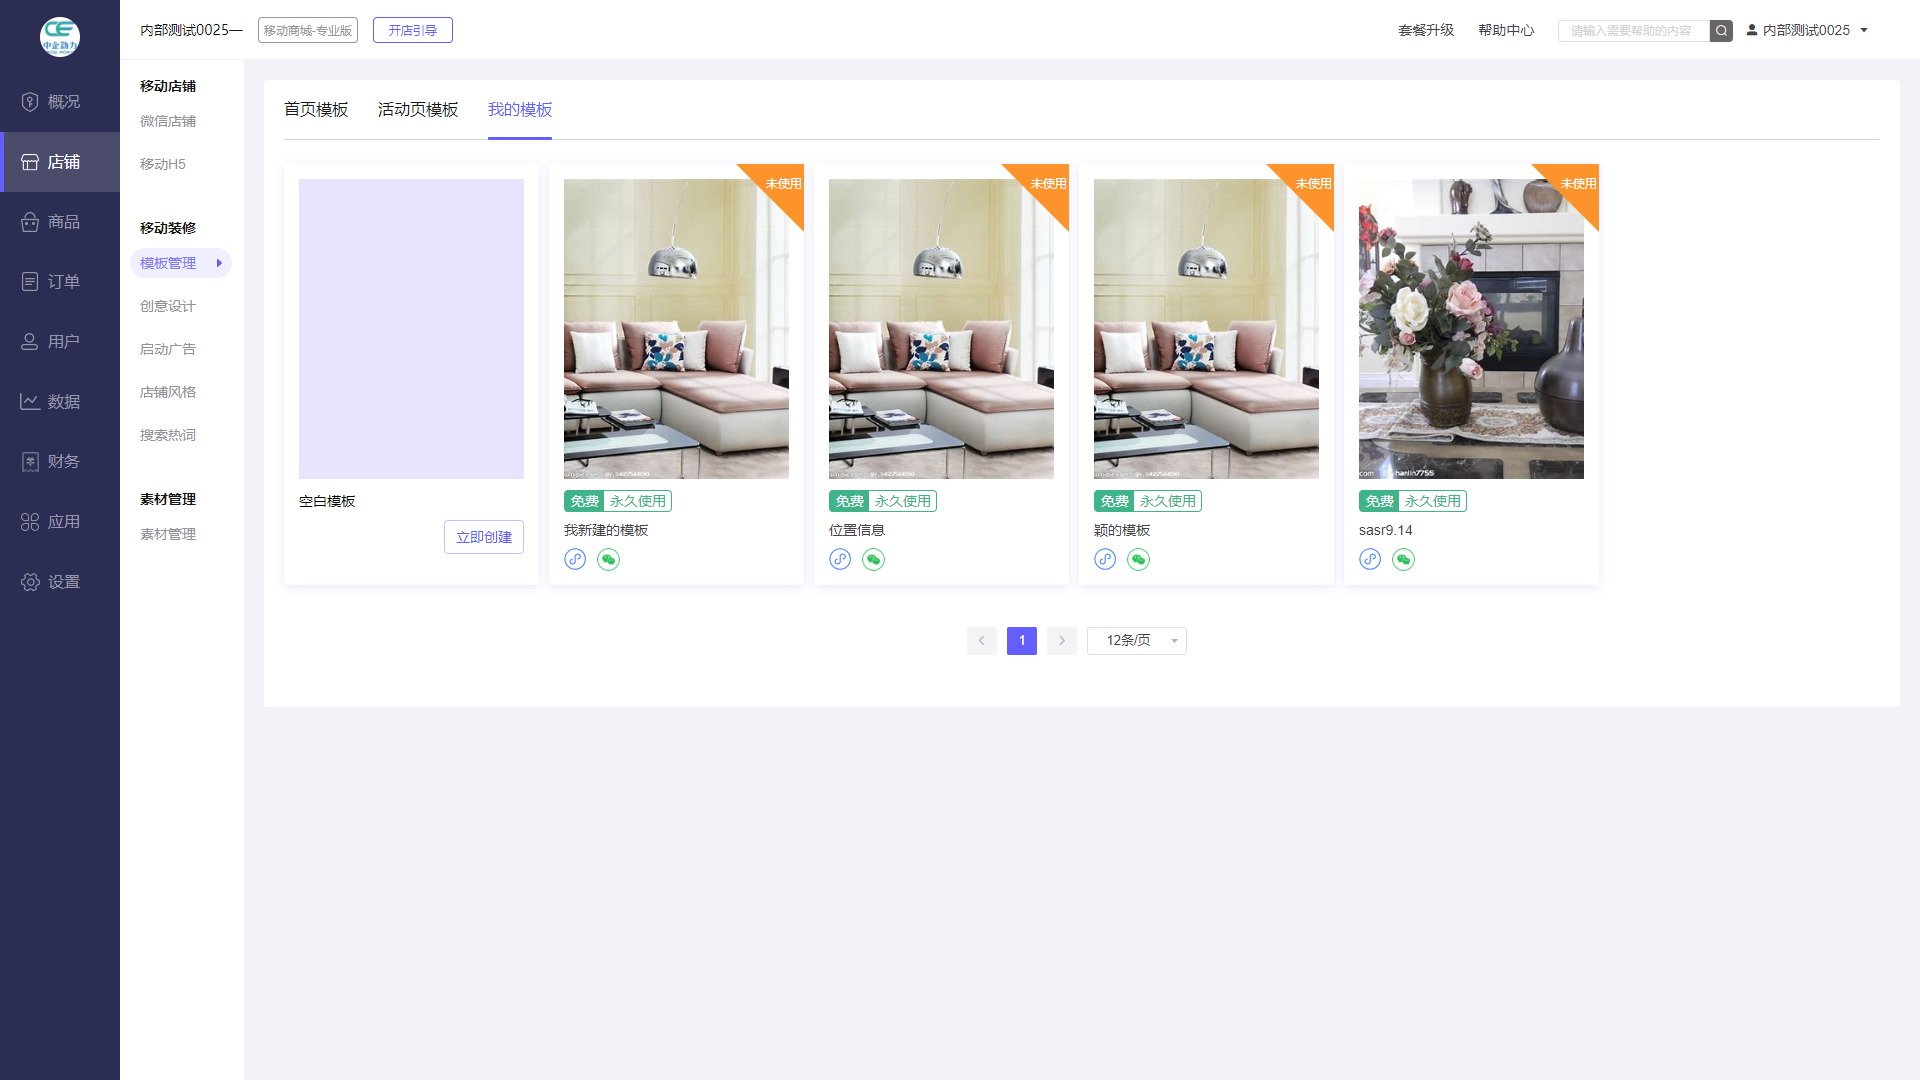 内部测试0025—
移动商城-专业版
开店引导
套餐升级
帮助中心
请输入需要帮助的内容
内部测试0025
中企动力
概况
店铺
商品
订单
用户
数据
财务
应用
设置
移动店铺
微信店铺
移动H5
移动装修
模板管理
创意设计
启动广告
店铺风格
搜索热词
素材管理
素材管理
首页模板
活动页模板
我的模板
空白模板
立即创建
未使用
免费 永久使用
我新建的模板
未使用
免费 永久使用
位置信息
未使用
免费 永久使用
颖的模板
未使用
hanlin7755
免费 永久使用
sasr9.14
1
12条/页